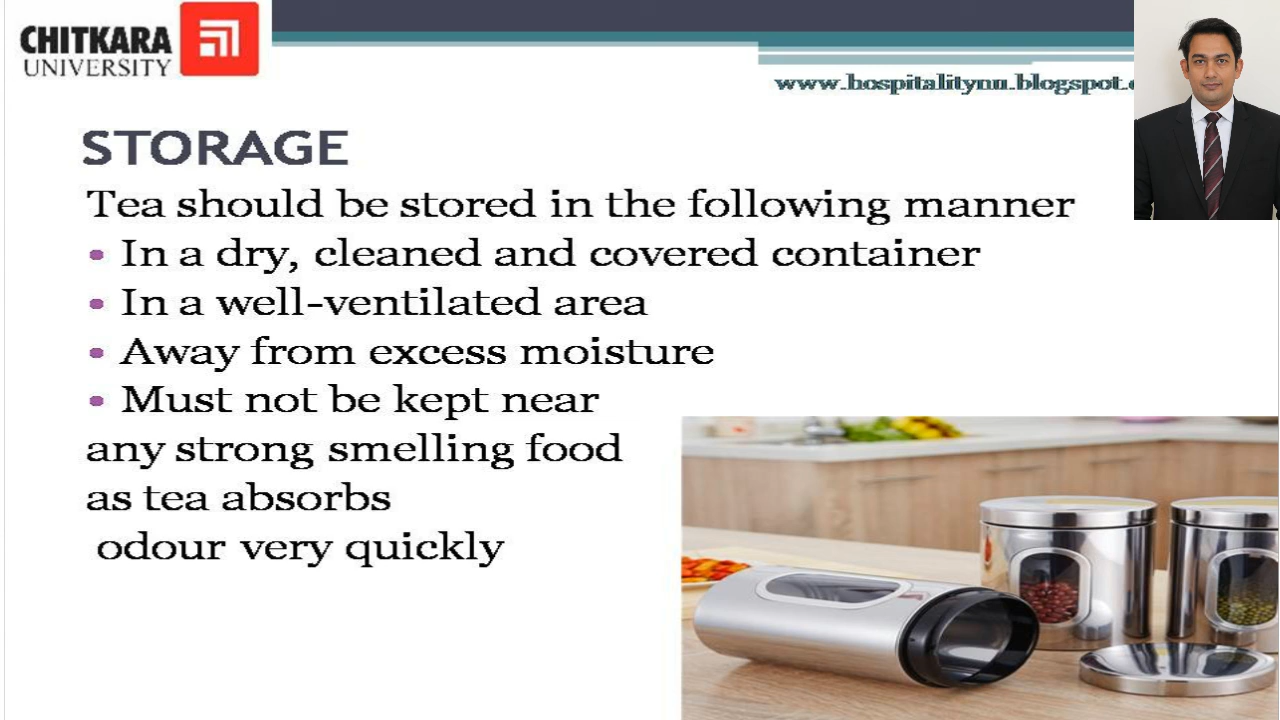 CHITKARA
UNIVERSITY
www.hospitalitynu.blogspot.
STORAGE
Tea should be stored in the following manner
• In a dry, cleaned and covered container
• In a well-ventilated area
• Away from excess moisture
• Must not be kept near
any strong smelling food
as tea absorbs
odour very quickly